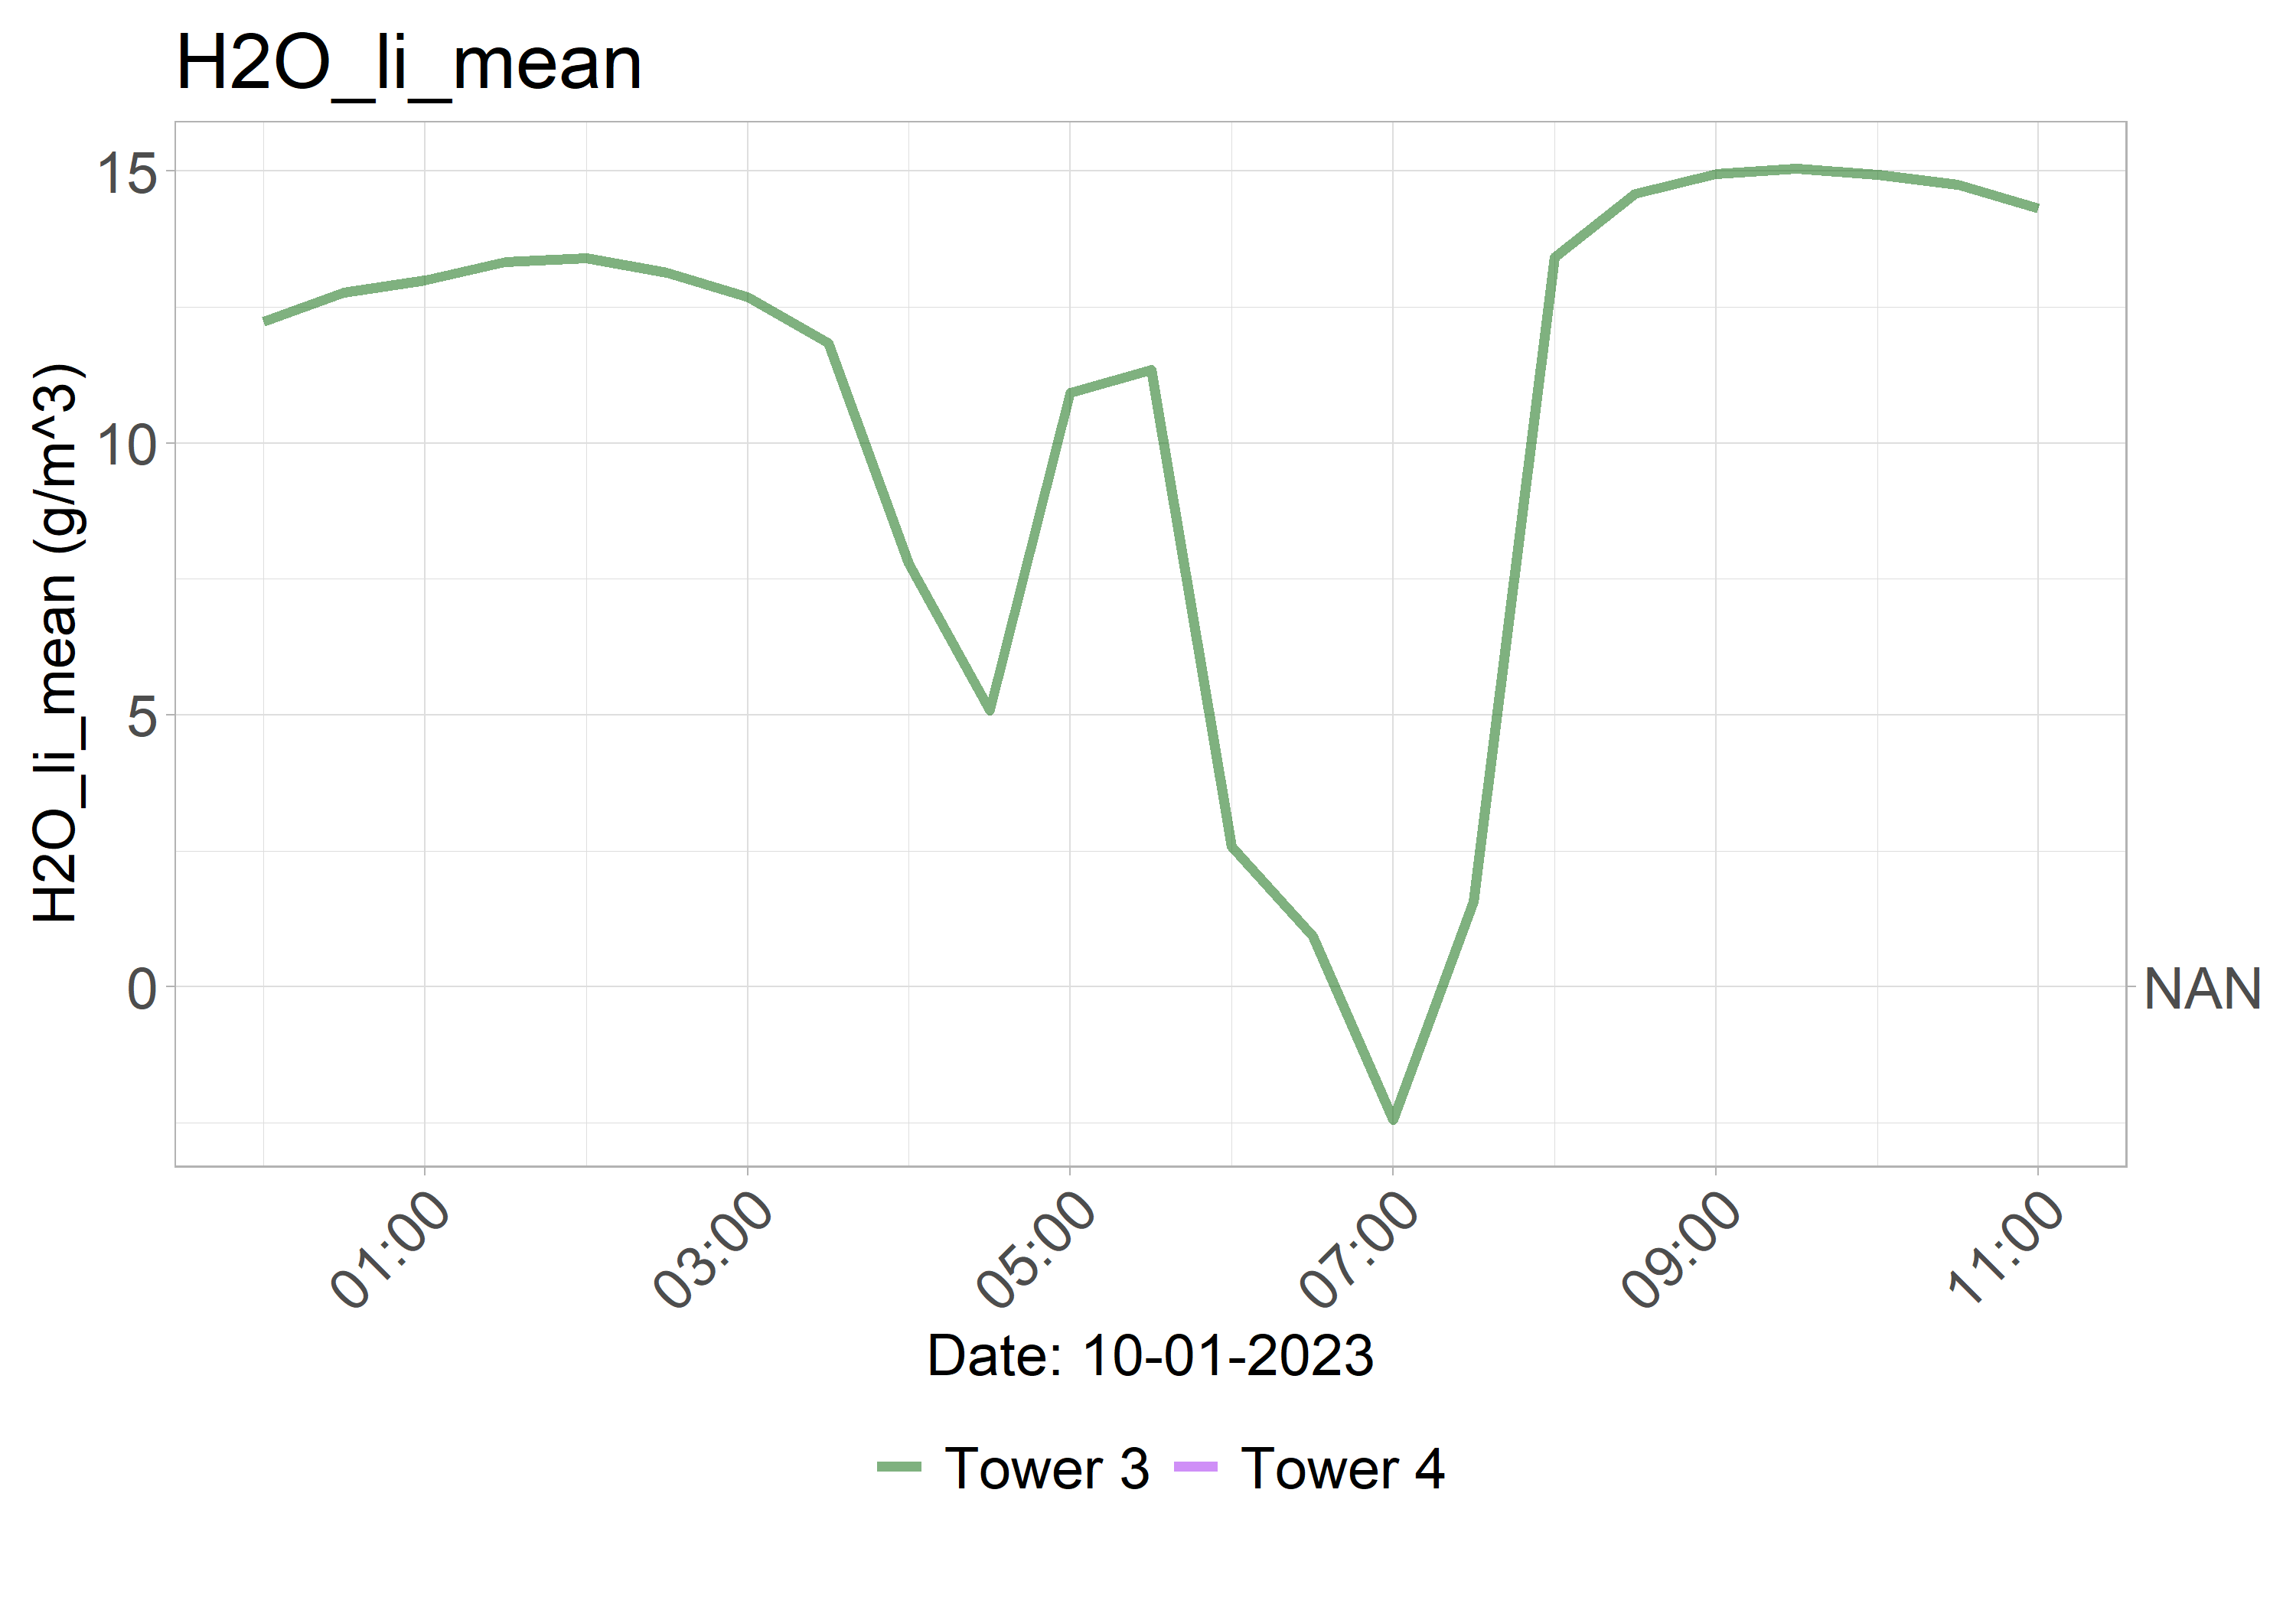 H2O_li_mean
H2O_li_mean (g/m^3)
15
10
5
0
NAN
01:00
03:00
05:00
07:00
09:00
11:00
Date: 10-01-2023
Tower 3
Tower 4